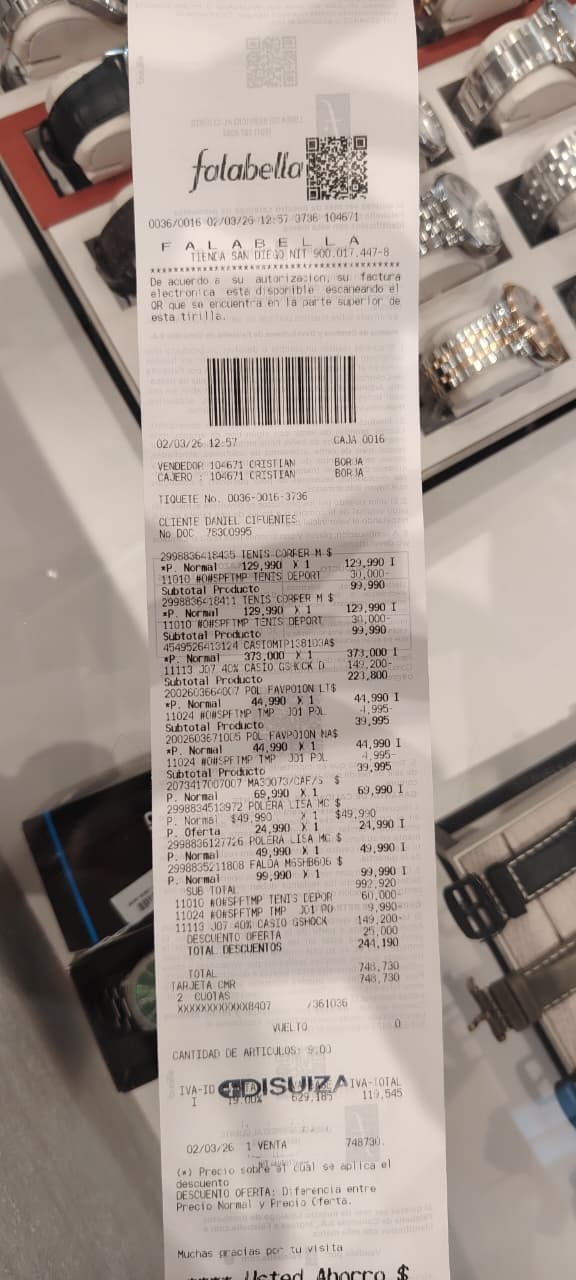 falabella
0036/0016 02/03/26 12:57 3736 104671
F A L A B E L L A
TIENDA SAN DIEGO NIT 900.017.447-8
****************************************
De acuerdo a su autorizacion, su factura
electronica esta disponible escaneando el
QR que se encuentra en la parte superior de
esta tirilla.
02/03/26 12:57 CAJA 0016
VENDEDOR 104671 CRISTIAN BORJA
CAJERO : 104671 CRISTIAN BORJA
TIQUETE No. 0036-0016-3736
CLIENTE DANIEL CIFUENTES
No DOC 78300995
2998836418435 TENIS CORRER M $
*P. Normal 129,990 X 1 129,990 I
11010 #O#SPFTMP TENIS DEPORT 30,000-
Subtotal Producto 99,990
2998836418411 TENIS CORRER M $
*P. Normal 129,990 X 1 129,990 I
11010 #O#SPFTMP TENIS DEPORT 30,000-
Subtotal Producto 99,990
4549526413124 CASIOMTP1381D3A$
*P. Normal 373,000 X 1 373,000 I
11113 J07 40% CASIO GSHOCK D 149,200-
Subtotal Producto 223,800
2002603664007 POL FAVPO1ON LT$
*P. Normal 44,990 X 1 44,990 I
11024 #O#SPFTMP TMP J01 POL 4,995-
Subtotal Producto 39,995
2002603671005 POL FAVPO1ON NA$
*P. Normal 44,990 X 1 44,990 I
11024 #O#SPFTMP TMP J01 POL 4,995-
Subtotal Producto 39,995
2073417007007 MA33073/CAF/S $
P. Normal 69,990 X 1 69,990 I
2998834513972 POLERA LISA MC $
P. Normal $49,990 X 1 $49,990
P. Oferta 24,990 X 1 24,990 I
2998836127726 POLERA LISA MC $
P. Normal 49,990 X 1 49,990 I
2998835211808 FALDA MGSHB606 $
P. Normal 99,990 X 1 99,990 I
SUB TOTAL 992,920
11010 #O#SPFTMP TENIS DEPOR 60,000-
11024 #O#SPFTMP TMP J01 PO 9,990-
11113 J07 40% CASIO GSHOCK 149,200-
DESCUENTO OFERTA 25,000
TOTAL DESCUENTOS 244,190
TOTAL 748,730
TARJETA CMR 748,730
2 CUOTAS
XXXXXXXXXXXX8407 /361036
VUELTO 0
CANTIDAD DE ARTICULOS: 9.00
IVA-ID DISUIZA IVA-TOTAL
I 19.00% 629,185 119,545
02/03/26 1 VENTA 748730.
(*) Precio sobre el cual se aplica el
descuento
DESCUENTO OFERTA: Diferencia entre
Precio Normal y Precio Oferta.
Muchas gracias por tu visita
**** Usted Ahorro $